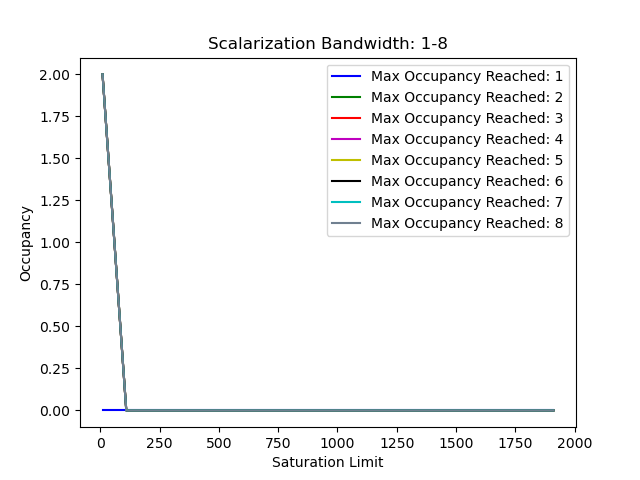 Scalarization Bandwidth: 1-8
Max Occupancy Reached: 1
Max Occupancy Reached: 2
Max Occupancy Reached: 3
Max Occupancy Reached: 4
Max Occupancy Reached: 5
Max Occupancy Reached: 6
Max Occupancy Reached: 7
Max Occupancy Reached: 8
Occupancy
2.00
1.75
1.50
1.25
1.00
0.75
0.50
0.25
0.00
0 250 500 750 1000 1250 1500 1750 2000
Saturation Limit